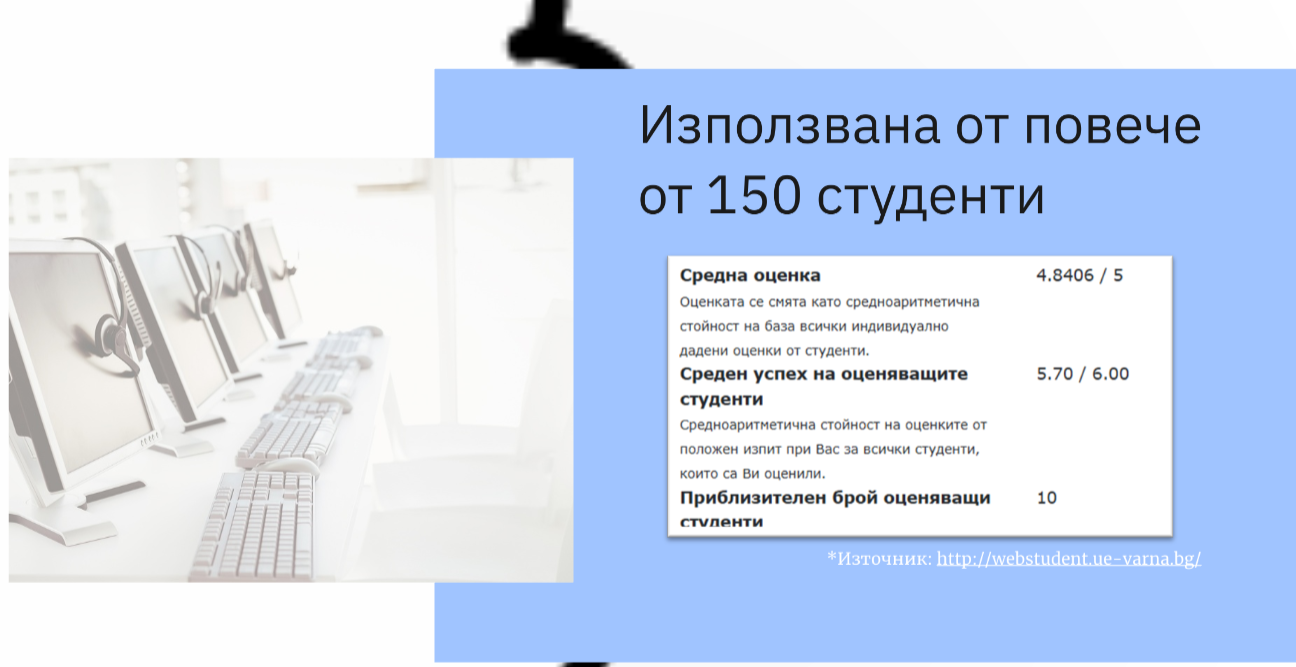 Използвана от повече
от 150 студенти
Средна оценка 4.8406 / 5
Оценката се смята като средноаритметична
стойност на база всички индивидуално
дадени оценки от студенти.
Среден успех на оценяващите 5.70 / 6.00
студенти
Средноаритметична стойност на оценките от
положен изпит при Вас за всички студенти,
които са Ви оценили.
Приблизителен брой оценяващи 10
студенти
*Източник: http://webstudent.ue-varna.bg/